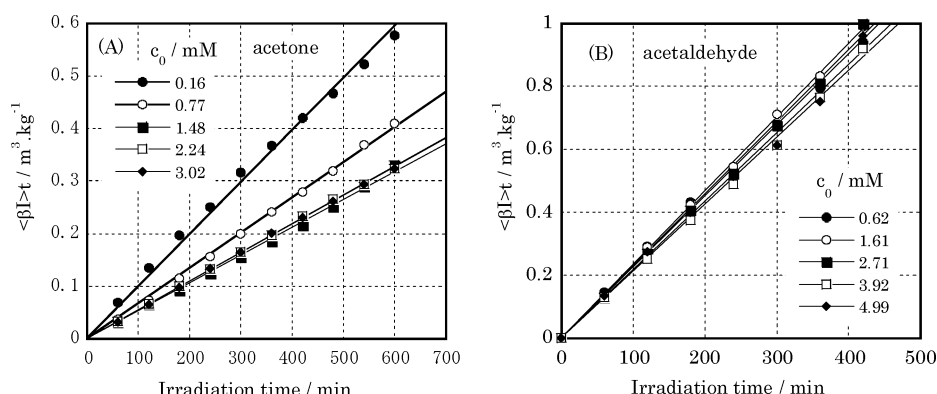 0.6
0.5
0.4
0.3
0.2
0.1
0
<βI>t / m³.kg⁻¹
(A)
c₀ / mM
acetone
0.16
0.77
1.48
2.24
3.02
0 100 200 300 400 500 600 700
Irradiation time / min
1
0.8
0.6
0.4
0.2
0
<βI>t / m³.kg⁻¹
(B)
acetaldehyde
c₀ / mM
0.62
1.61
2.71
3.92
4.99
0 100 200 300 400 500
Irradiation time / min